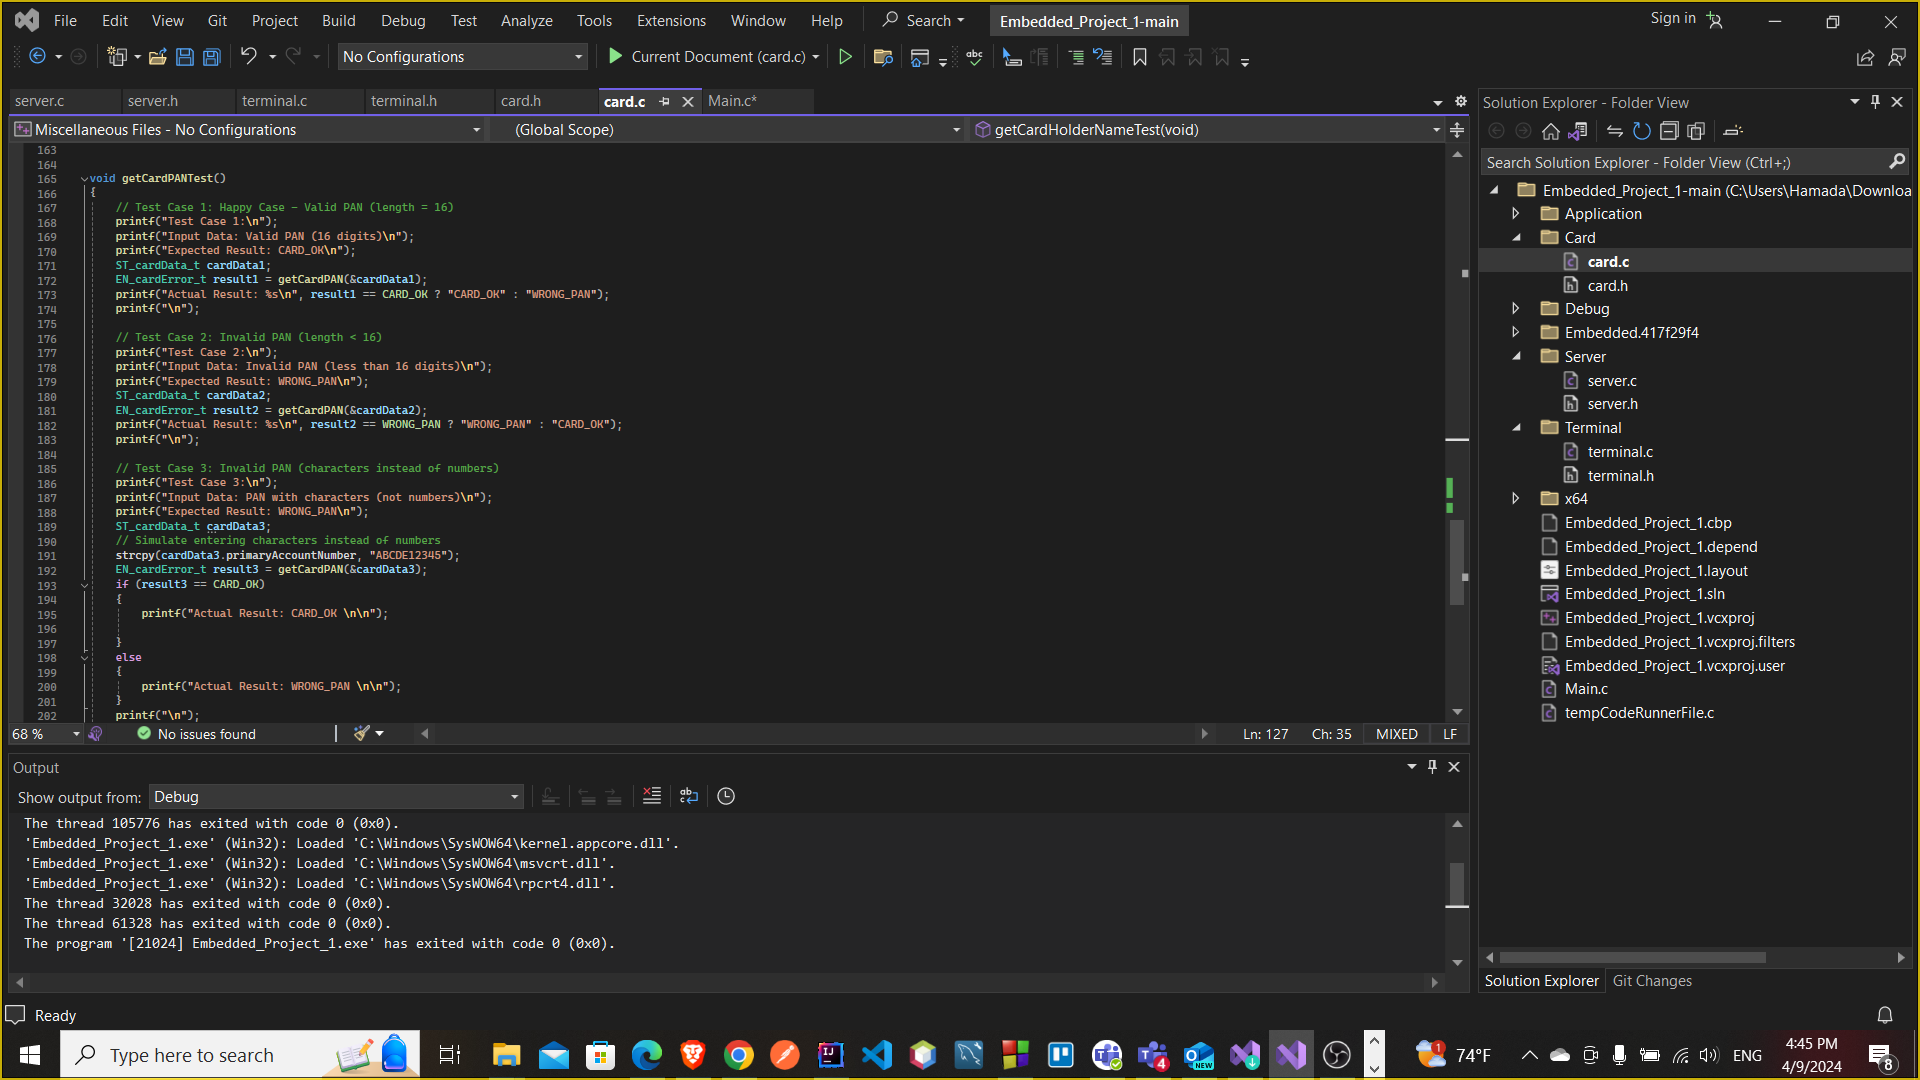 File Edit View Git Project Build Debug Test Analyze Tools Extensions Window Help Search Embedded_Project_1-main Sign in
No Configurations Current Document (card.c)
server.c server.h terminal.c terminal.h card.h card.c Main.c*
Miscellaneous Files - No Configurations (Global Scope) getCardHolderNameTest(void)
163
164
165 void getCardPANTest()
166 {
167 // Test Case 1: Happy Case - Valid PAN (length = 16)
168 printf("Test Case 1:\n");
169 printf("Input Data: Valid PAN (16 digits)\n");
170 printf("Expected Result: CARD_OK\n");
171 ST_cardData_t cardData1;
172 EN_cardError_t result1 = getCardPAN(&cardData1);
173 printf("Actual Result: %s\n", result1 == CARD_OK ? "CARD_OK" : "WRONG_PAN");
174 printf("\n");
175
176 // Test Case 2: Invalid PAN (length < 16)
177 printf("Test Case 2:\n");
178 printf("Input Data: Invalid PAN (less than 16 digits)\n");
179 printf("Expected Result: WRONG_PAN\n");
180 ST_cardData_t cardData2;
181 EN_cardError_t result2 = getCardPAN(&cardData2);
182 printf("Actual Result: %s\n", result2 == WRONG_PAN ? "WRONG_PAN" : "CARD_OK");
183 printf("\n");
184
185 // Test Case 3: Invalid PAN (characters instead of numbers)
186 printf("Test Case 3:\n");
187 printf("Input Data: PAN with characters (not numbers)\n");
188 printf("Expected Result: WRONG_PAN\n");
189 ST_cardData_t cardData3;
190 // Simulate entering characters instead of numbers
191 strcpy(cardData3.primaryAccountNumber, "ABCDE12345");
192 EN_cardError_t result3 = getCardPAN(&cardData3);
193 if (result3 == CARD_OK)
194 {
195 printf("Actual Result: CARD_OK \n\n");
196
197 }
198 else
199 {
200 printf("Actual Result: WRONG_PAN \n\n");
201 }
202 printf("\n");
68 % No issues found Ln: 127 Ch: 35 MIXED LF
Output
Show output from: Debug
The thread 105776 has exited with code 0 (0x0).
'Embedded_Project_1.exe' (Win32): Loaded 'C:\Windows\SysWOW64\kernel.appcore.dll'.
'Embedded_Project_1.exe' (Win32): Loaded 'C:\Windows\SysWOW64\msvcrt.dll'.
'Embedded_Project_1.exe' (Win32): Loaded 'C:\Windows\SysWOW64\rpcrt4.dll'.
The thread 32028 has exited with code 0 (0x0).
The thread 61328 has exited with code 0 (0x0).
The program '[21024] Embedded_Project_1.exe' has exited with code 0 (0x0).
Solution Explorer - Folder View
Search Solution Explorer - Folder View (Ctrl+;)
Embedded_Project_1-main (C:\Users\Hamada\Downloa
Application
Card
card.c
card.h
Debug
Embedded.417f29f4
Server
server.c
server.h
Terminal
terminal.c
terminal.h
x64
Embedded_Project_1.cbp
Embedded_Project_1.depend
Embedded_Project_1.layout
Embedded_Project_1.sln
Embedded_Project_1.vcxproj
Embedded_Project_1.vcxproj.filters
Embedded_Project_1.vcxproj.user
Main.c
tempCodeRunnerFile.c
Solution Explorer Git Changes
Ready
Type here to search
74°F
ENG
4:45 PM
4/9/2024
8